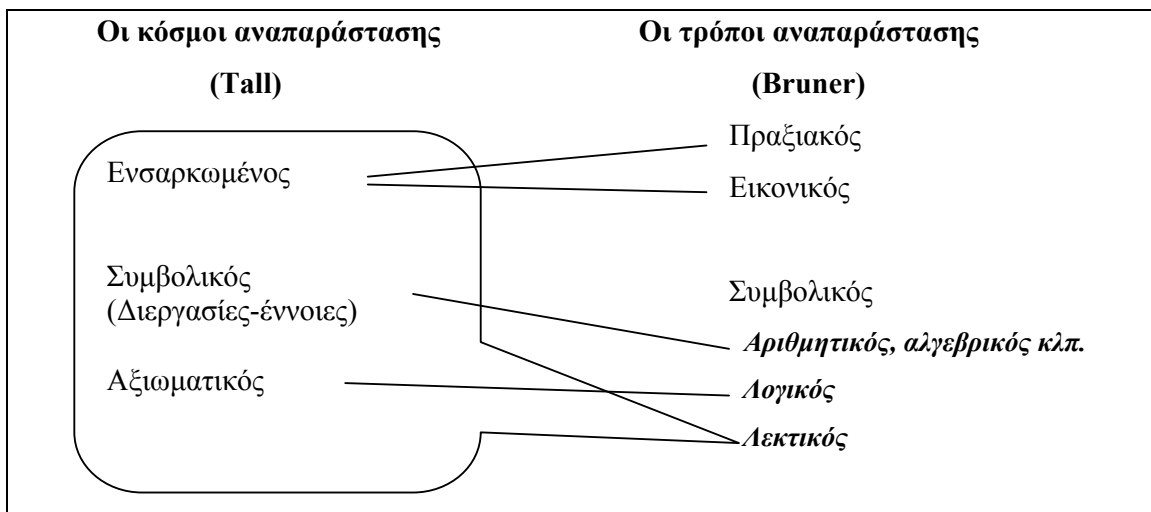 Οι κόσμοι αναπαράστασης
(Tall)
Ενσαρκωμένος
Συμβολικός
(Διεργασίες-έννοιες)
Αξιωματικός
Οι τρόποι αναπαράστασης
(Bruner)
Πραξιακός
Εικονικός
Συμβολικός
Αριθμητικός, αλγεβρικός κλπ.
Λογικός
Λεκτικός